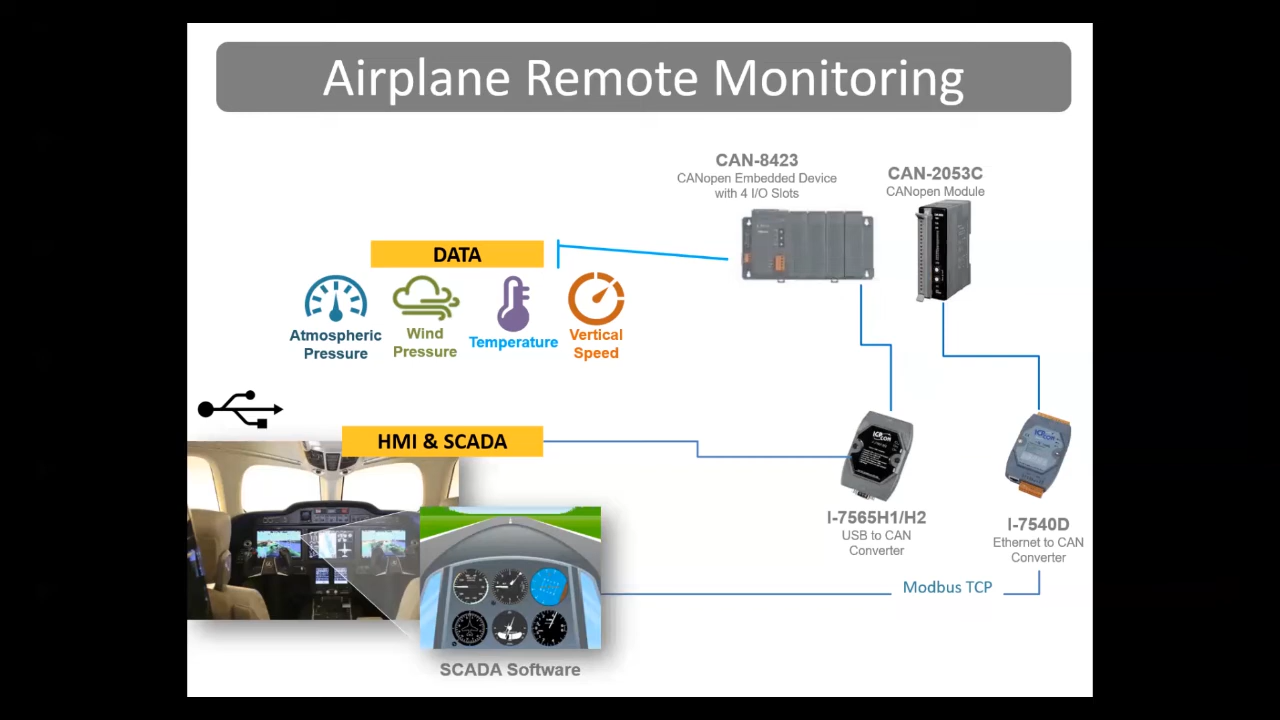 Airplane Remote Monitoring
CAN-8423
CANopen Embedded Device
with 4 I/O Slots
CAN-2053C
CANopen Module
DATA
Atmospheric
Pressure
Wind
Pressure
Temperature
Vertical
Speed
HMI & SCADA
I-7565H1/H2
USB to CAN
Converter
I-7540D
Ethernet to CAN
Converter
Modbus TCP
SCADA Software